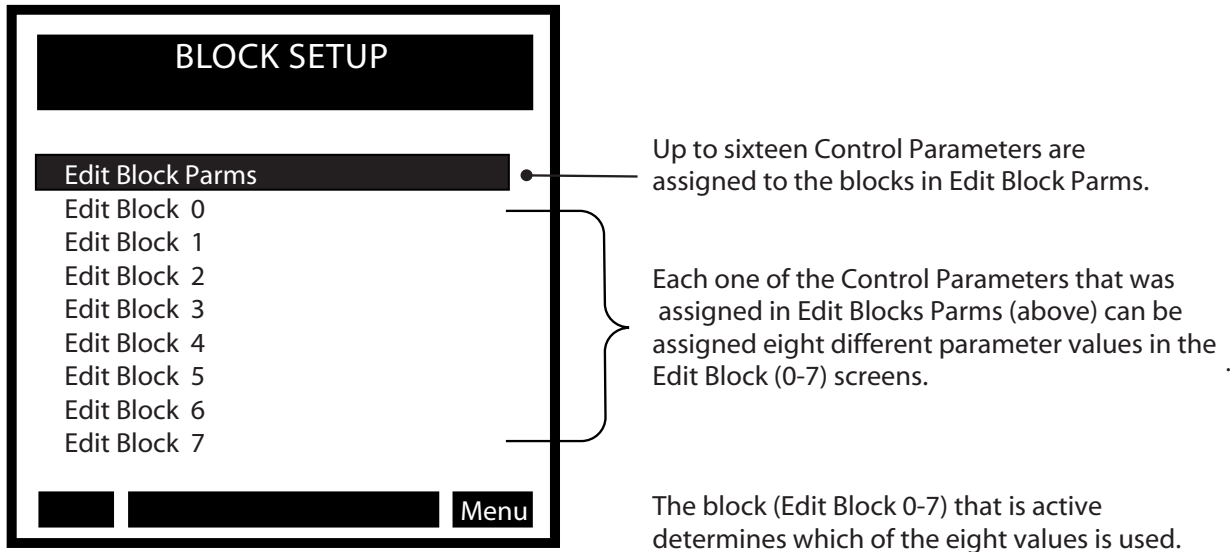 BLOCK SETUP
Edit Block Parms
Edit Block 0
Edit Block 1
Edit Block 2
Edit Block 3
Edit Block 4
Edit Block 5
Edit Block 6
Edit Block 7
Menu
Up to sixteen Control Parameters are
assigned to the blocks in Edit Block Parms.
Each one of the Control Parameters that was
assigned in Edit Blocks Parms (above) can be
assigned eight different parameter values in the
Edit Block (0-7) screens.
.
The block (Edit Block 0-7) that is active
determines which of the eight values is used.